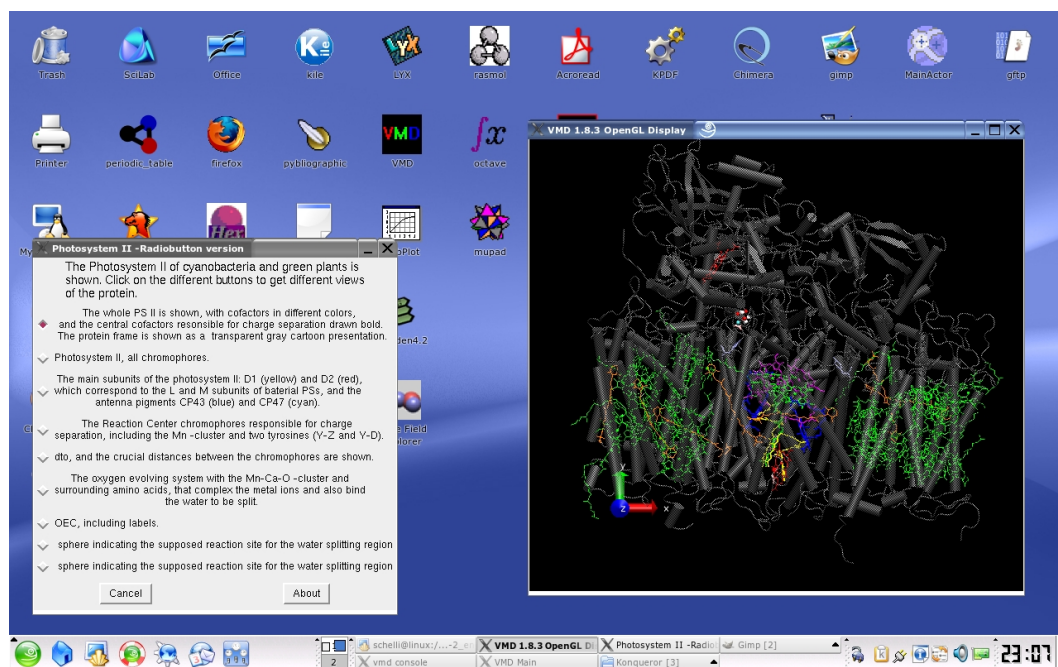 Trash
SciLab
Office
kile
LYX
rasmol
Acroread
KPDF
Chimera
gimp
MainActor
gftp
Printer
periodic_table
firefox
pybliographic
VMD
VMD
octave
mupad
VMD 1.8.3 OpenGL Display
Photosystem II -Radiobutton version
The Photosystem II of cyanobacteria and green plants is
shown. Click on the different buttons to get different views
of the protein.
The whole PS II is shown, with cofactors in different colors,
and the central cofactors resonsible for charge separation drawn bold.
The protein frame is shown as a transparent gray cartoon presentation.
Photosystem II, all chromophores.
The main subunits of the photosystem II: D1 (yellow) and D2 (red),
which correspond to the L and M subunits of baterial PSs, and the
antenna pigments CP43 (blue) and CP47 (cyan).
The Reaction Center chromophores responsible for charge
separation, including the Mn -cluster and two tyrosines (Y-Z and Y-D).
dto, and the crucial distances between the chromophores are shown.
The oxygen evolving system with the Mn-Ca-O -cluster and
surrounding amino acids, that complex the metal ions and also bind
the water to be split.
OEC, including labels.
sphere indicating the supposed reaction site for the water splitting region
sphere indicating the supposed reaction site for the water splitting region
Cancel
About
y
z
x
schelli@linux:/...-2_e
VMD 1.8.3 OpenGL Di
Photosystem II -Radio
Gimp [2]
2
vmd console
VMD Main
Konqueror [3]
23:07